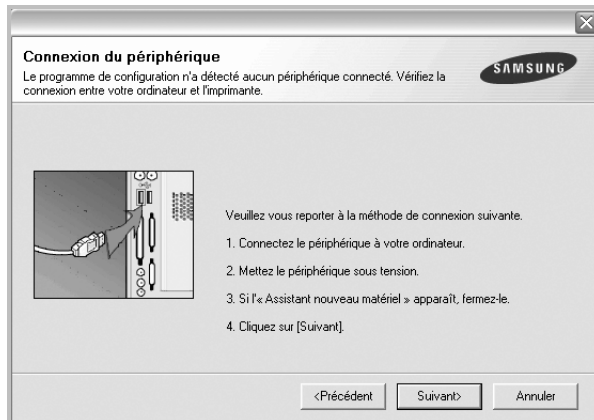 Connexion du périphérique
Le programme de configuration n'a détecté aucun périphérique connecté. Vérifiez la
connexion entre votre ordinateur et l'imprimante.
SAMSUNG
Veuillez vous reporter à la méthode de connexion suivante.
1. Connectez le périphérique à votre ordinateur.
2. Mettez le périphérique sous tension.
3. Si l'« Assistant nouveau matériel » apparaît, fermez-le.
4. Cliquez sur [Suivant].
<Précédent
Suivant>
Annuler